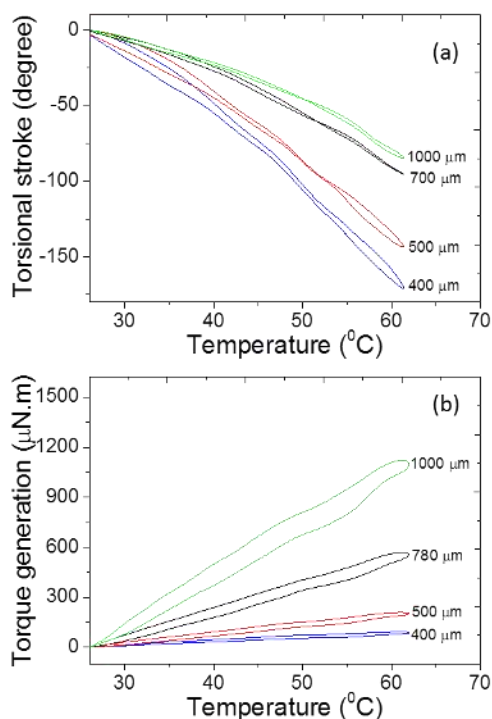 (a)
Torsional stroke (degree)
0
-50
-100
-150
1000 μm
700 μm
500 μm
400 μm
30 40 50 60 70
Temperature (⁰C)
(b)
Torque generation (μN.m)
1500
1200
900
600
300
0
1000 μm
780 μm
500 μm
400 μm
30 40 50 60 70
Temperature (⁰C)